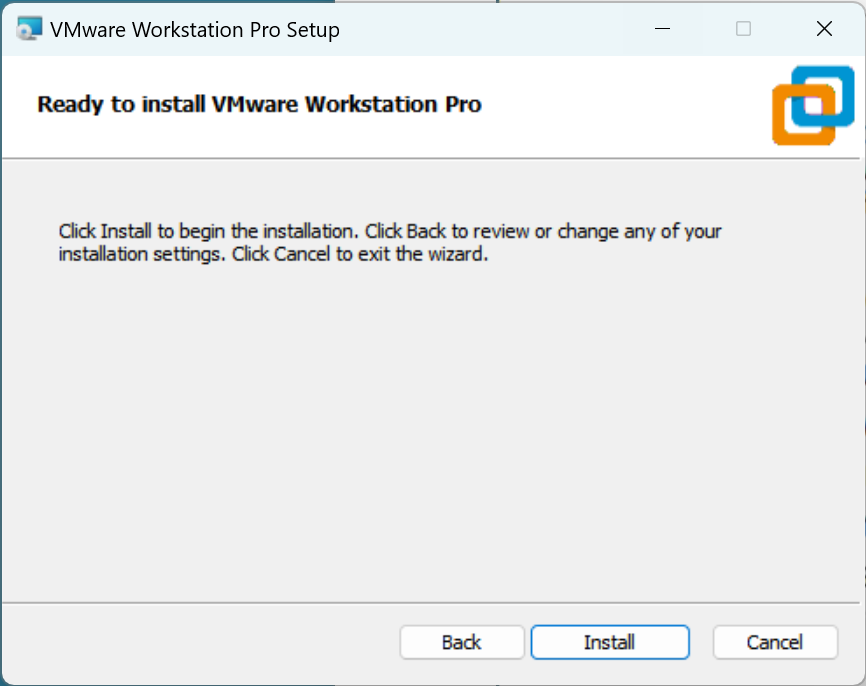 VMware Workstation Pro Setup
Ready to install VMware Workstation Pro
Click Install to begin the installation. Click Back to review or change any of your
installation settings. Click Cancel to exit the wizard.
Back Install Cancel